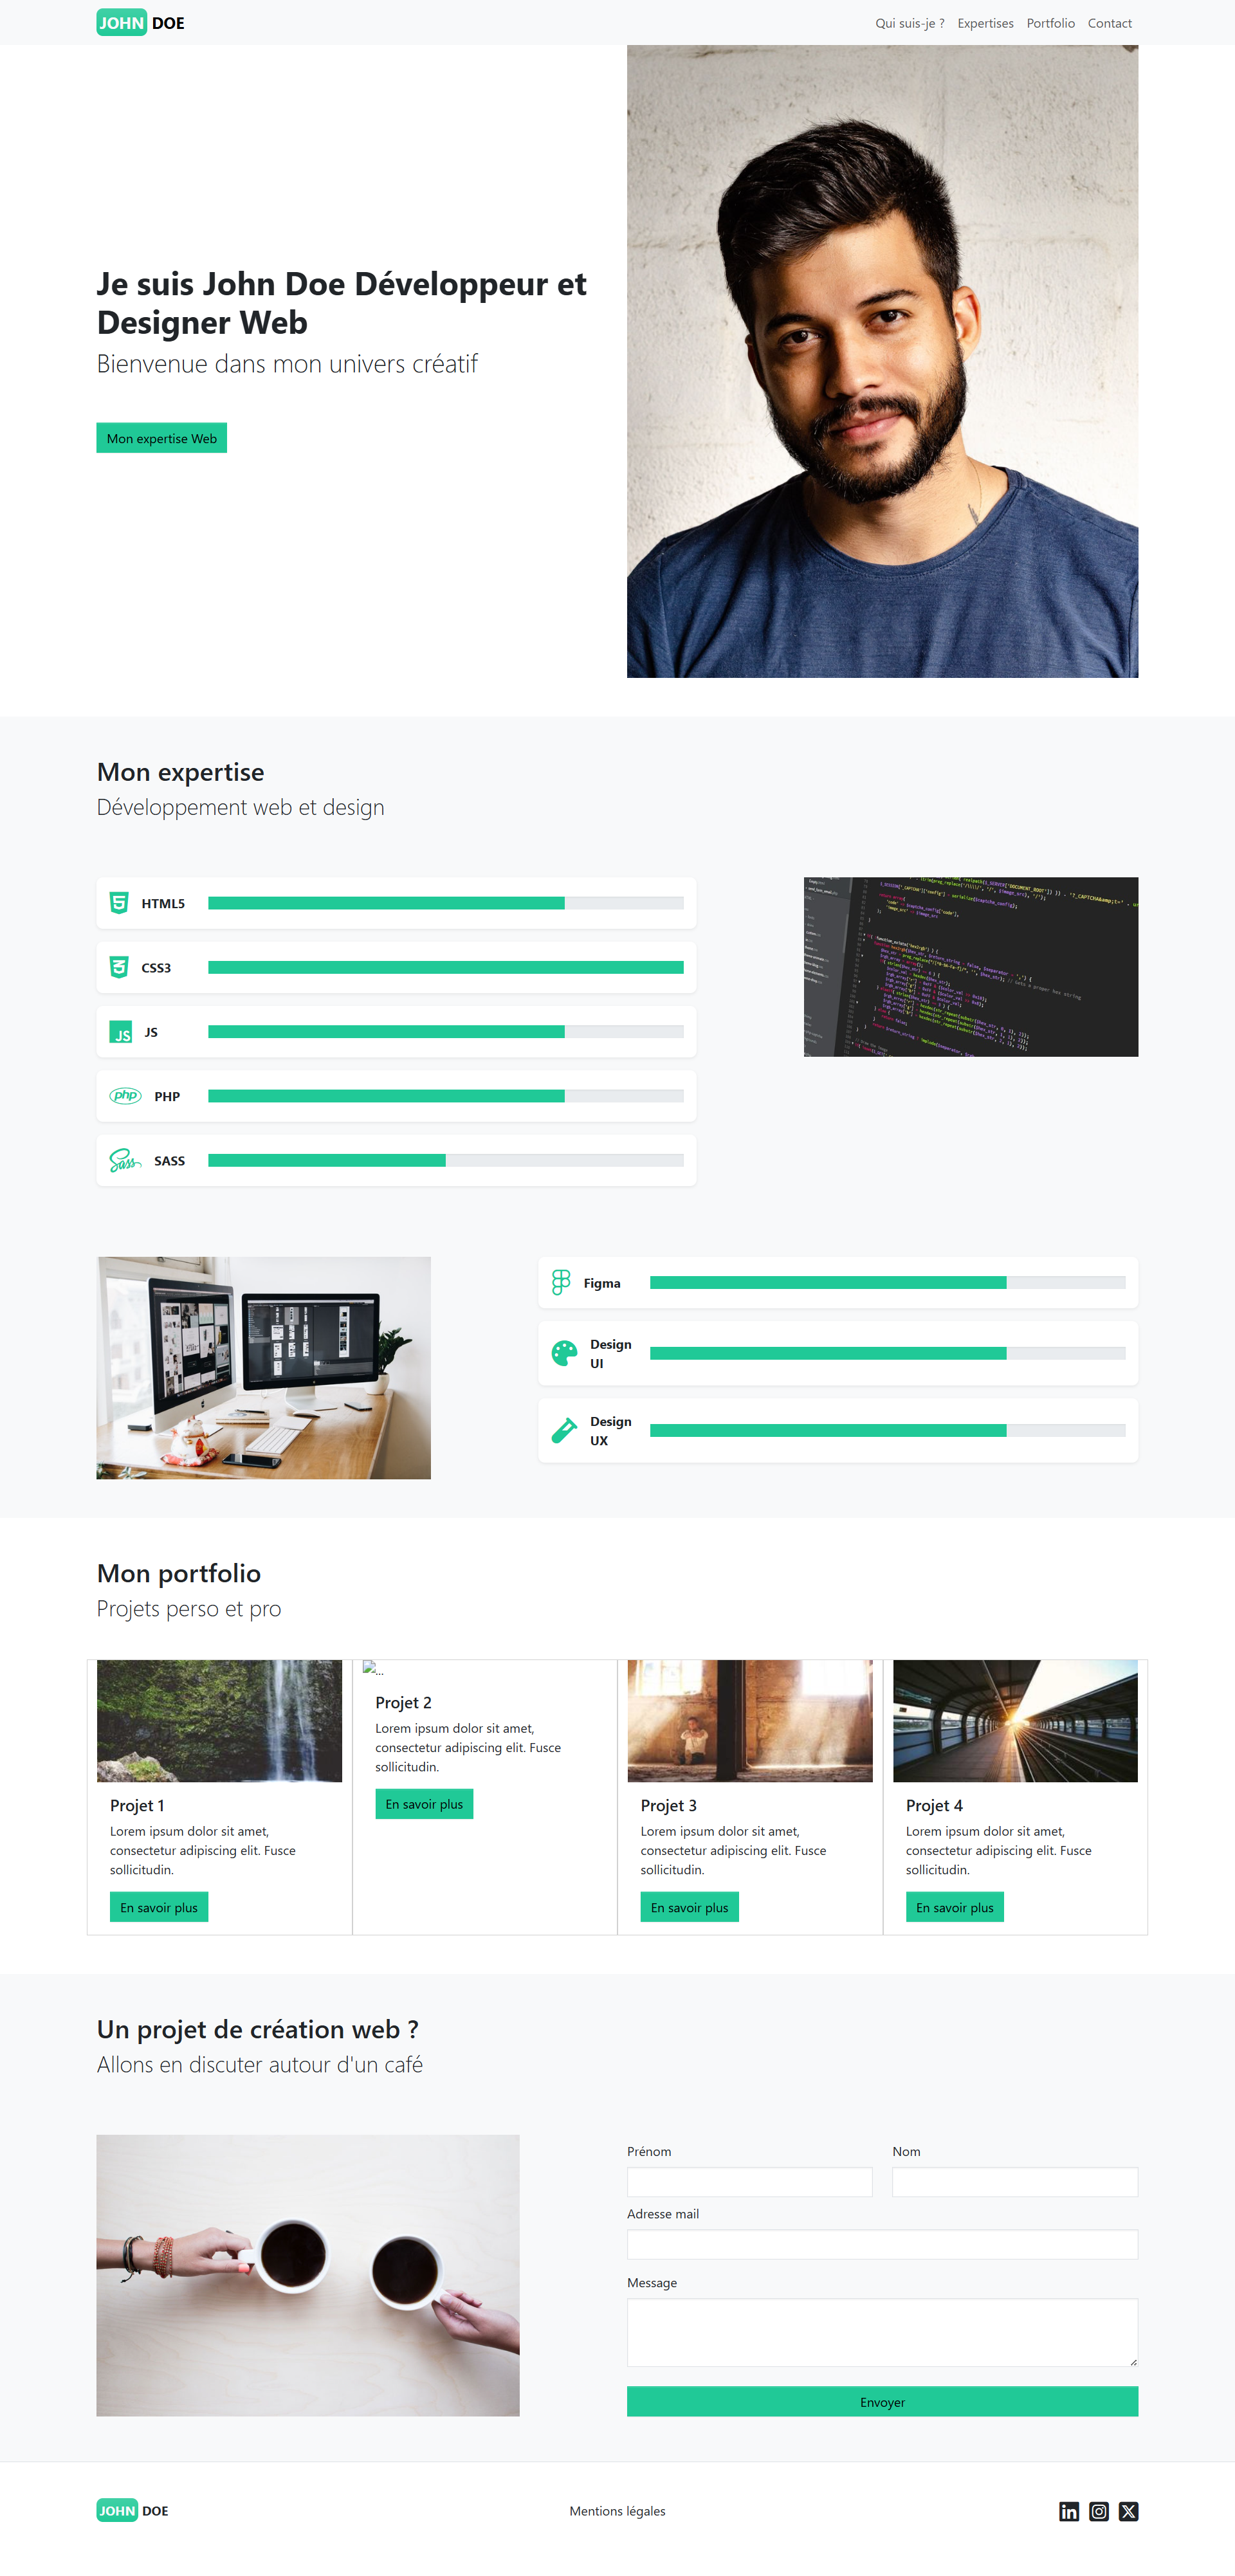 JOHN DOE
Qui suis-je ? Expertises Portfolio Contact
Je suis John Doe Développeur et
Designer Web
Bienvenue dans mon univers créatif
Mon expertise Web
Mon expertise
Développement web et design
HTML5
CSS3
JS JS
php PHP
Sass SASS
Figma
Design
UI
Design
UX
Mon portfolio
Projets perso et pro
Projet 1
Lorem ipsum dolor sit amet,
consectetur adipiscing elit. Fusce
sollicitudin.
En savoir plus
...
Projet 2
Lorem ipsum dolor sit amet,
consectetur adipiscing elit. Fusce
sollicitudin.
En savoir plus
Projet 3
Lorem ipsum dolor sit amet,
consectetur adipiscing elit. Fusce
sollicitudin.
En savoir plus
Projet 4
Lorem ipsum dolor sit amet,
consectetur adipiscing elit. Fusce
sollicitudin.
En savoir plus
Un projet de création web ?
Allons en discuter autour d'un café
Prénom
Nom
Adresse mail
Message
Envoyer
JOHN DOE
Mentions légales
in